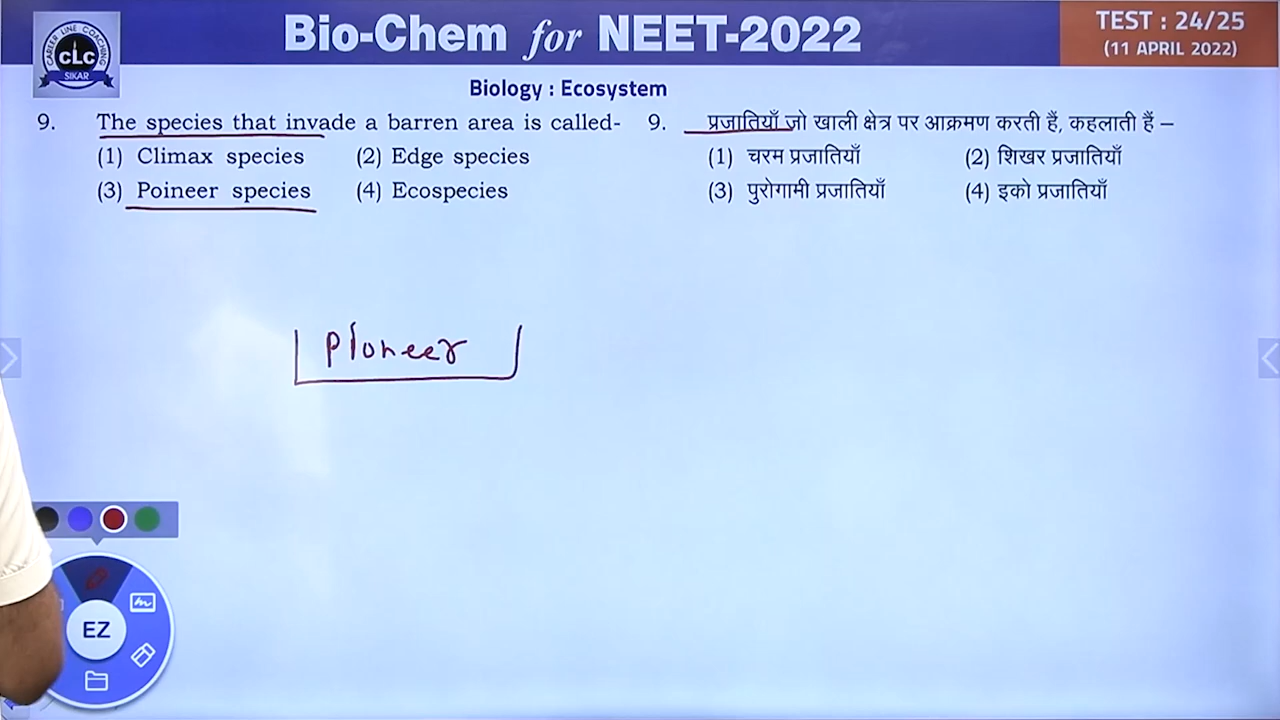 CAREER LINE COACHING
CLC
SIKAR
Bio-Chem for NEET-2022
TEST : 24/25
(11 APRIL 2022)
Biology : Ecosystem
9. The species that invade a barren area is called-
(1) Climax species (2) Edge species
(3) Poineer species (4) Ecospecies
9. प्रजातियाँ जो खाली क्षेत्र पर आक्रमण करती हैं, कहलाती हैं –
(1) चरम प्रजातियाँ (2) शिखर प्रजातियाँ
(3) पुरोगामी प्रजातियाँ (4) इको प्रजातियाँ
Pioneer
EZ